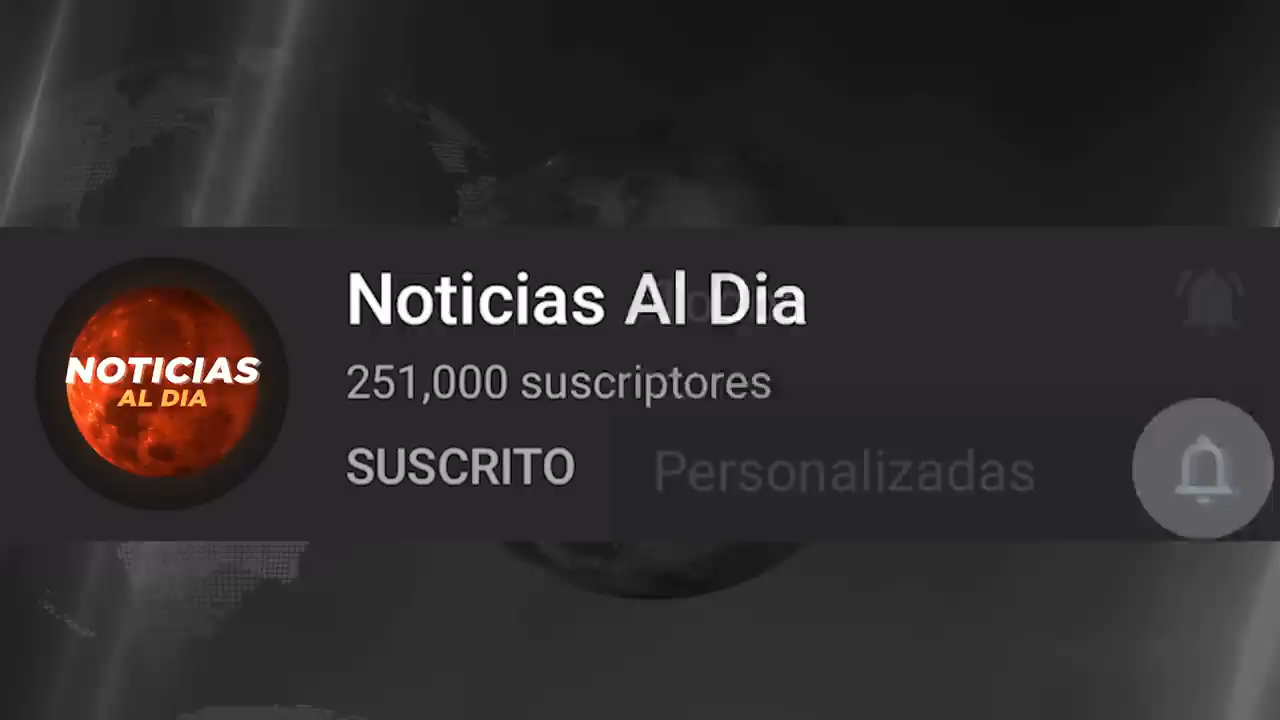 NOTICIAS
AL DIA
Noticias Al Dia
251,000 suscriptores
SUSCRITO
Personalizadas